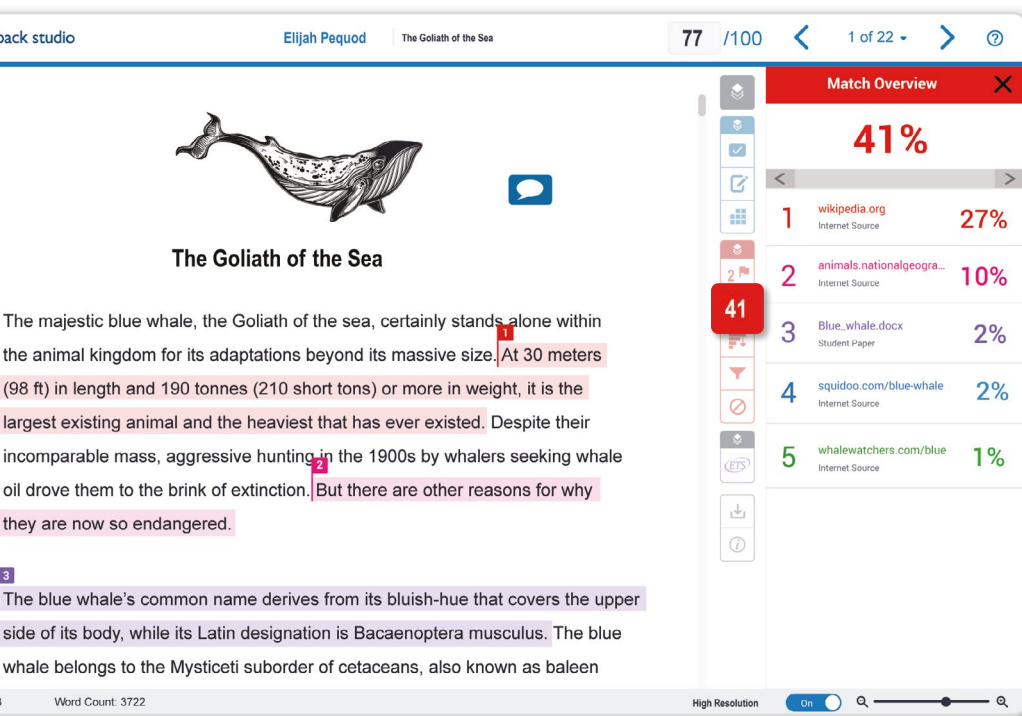 back studio
Elijah Pequod
The Goliath of the Sea
77 /100
1 of 22
?
Match Overview
41%
1 wikipedia.org 27%
Internet Source
2 animals.nationalgeogra... 10%
Internet Source
3 Blue_whale.docx 2%
Student Paper
4 squidoo.com/blue-whale 2%
Internet Source
5 whalewatchers.com/blue 1%
Internet Source
2
41
ETS
i
The Goliath of the Sea
The majestic blue whale, the Goliath of the sea, certainly stands alone within
1
the animal kingdom for its adaptations beyond its massive size. At 30 meters
(98 ft) in length and 190 tonnes (210 short tons) or more in weight, it is the
largest existing animal and the heaviest that has ever existed. Despite their
incomparable mass, aggressive hunting in the 1900s by whalers seeking whale
2
oil drove them to the brink of extinction. But there are other reasons for why
they are now so endangered.
3
The blue whale's common name derives from its bluish-hue that covers the upper
side of its body, while its Latin designation is Bacaenoptera musculus. The blue
whale belongs to the Mysticeti suborder of cetaceans, also known as baleen
Word Count: 3722
High Resolution
On